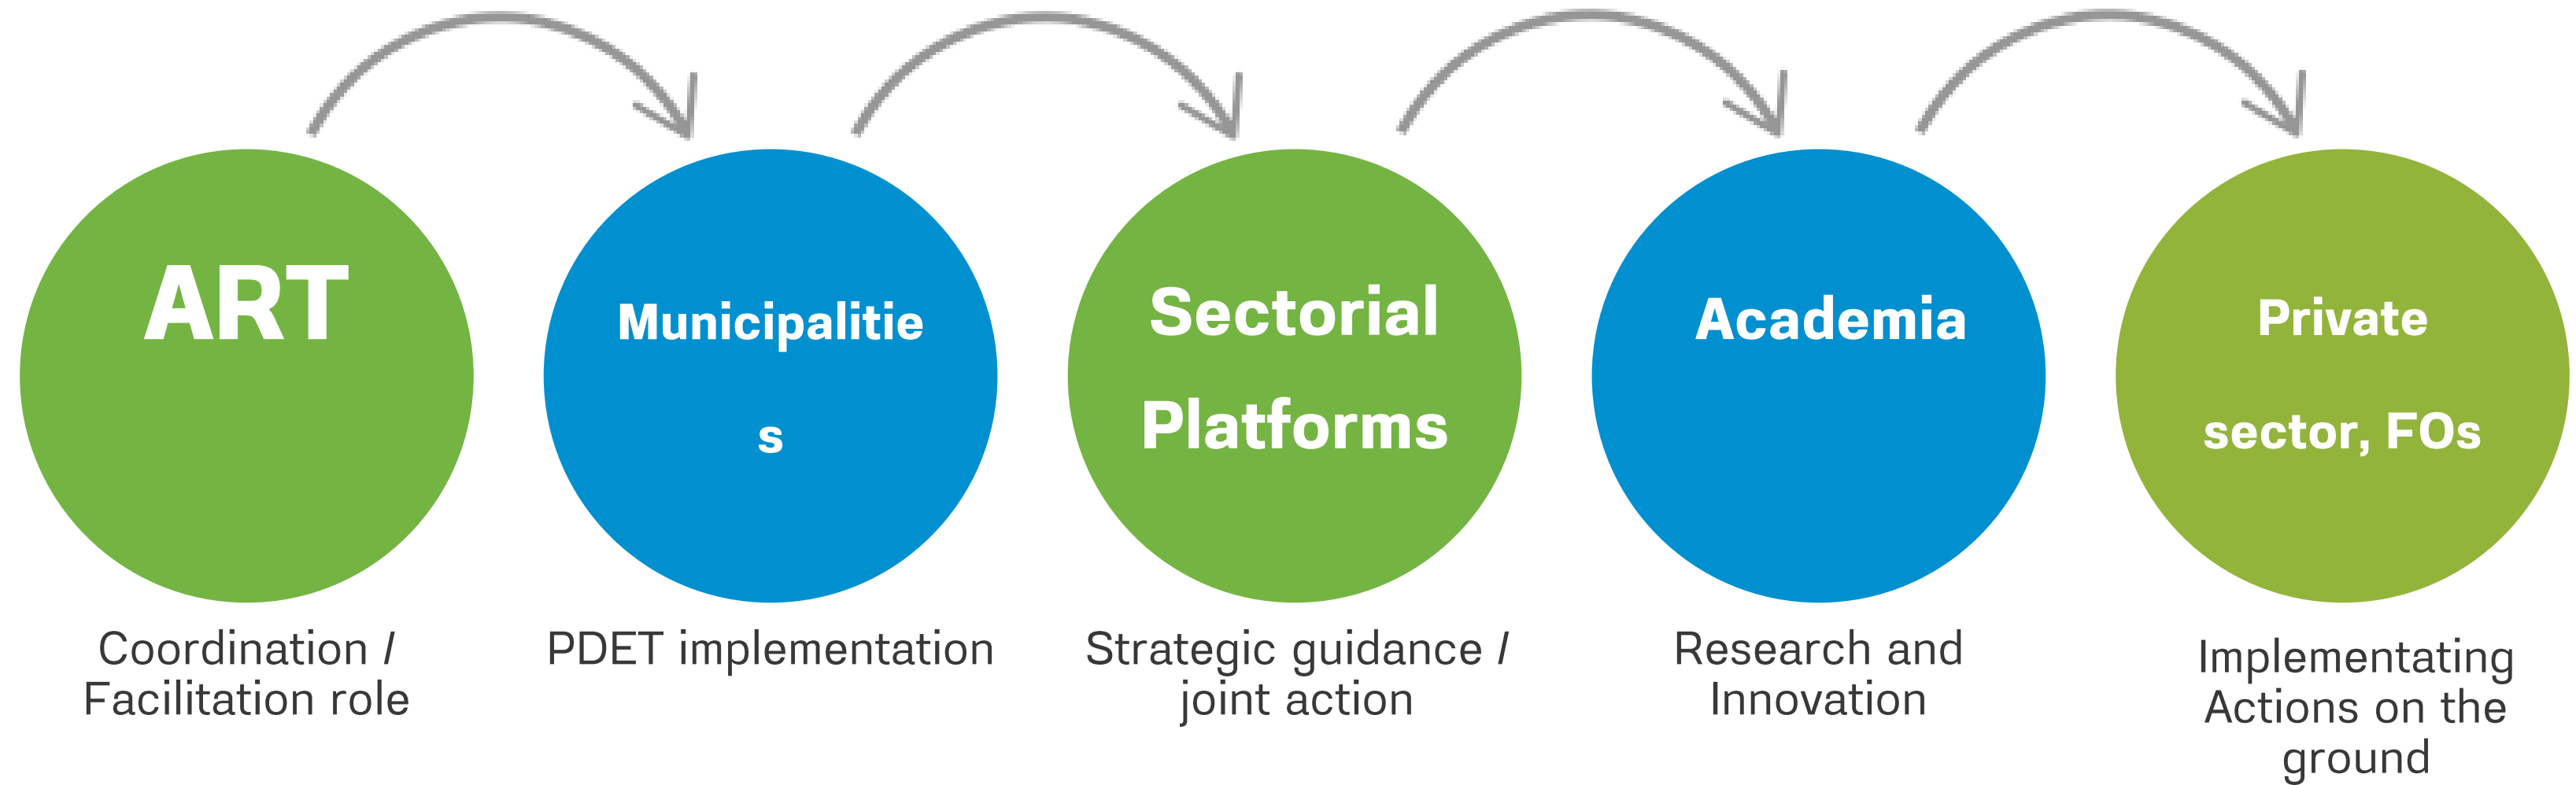 ART
Municipalitie
s
Sectorial
Platforms
Academia
Private
sector, FOs
Coordination /
Facilitation role
PDET implementation
Strategic guidance /
joint action
Research and
Innovation
Implementating
Actions on the
ground